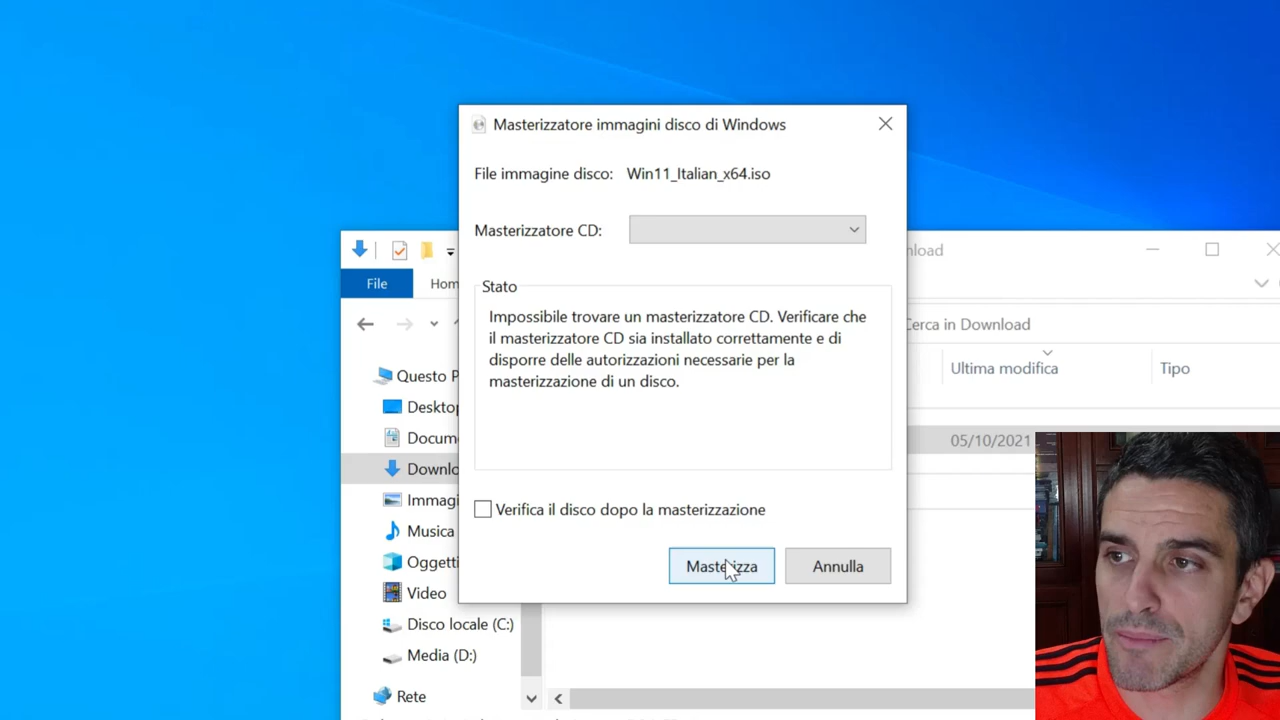 Masterizzatore immagini disco di Windows
File immagine disco: Win11_Italian_x64.iso
Masterizzatore CD:
Stato
Impossibile trovare un masterizzatore CD. Verificare che
il masterizzatore CD sia installato correttamente e di
disporre delle autorizzazioni necessarie per la
masterizzazione di un disco.
Verifica il disco dopo la masterizzazione
Masterizza
Annulla
nload
File
Hom
Cerca in Download
Ultima modifica
Tipo
05/10/2021
Questo P
Desktop
Docum
Downlo
Immagi
Musica
Oggetti
Video
Disco locale (C:)
Media (D:)
Rete